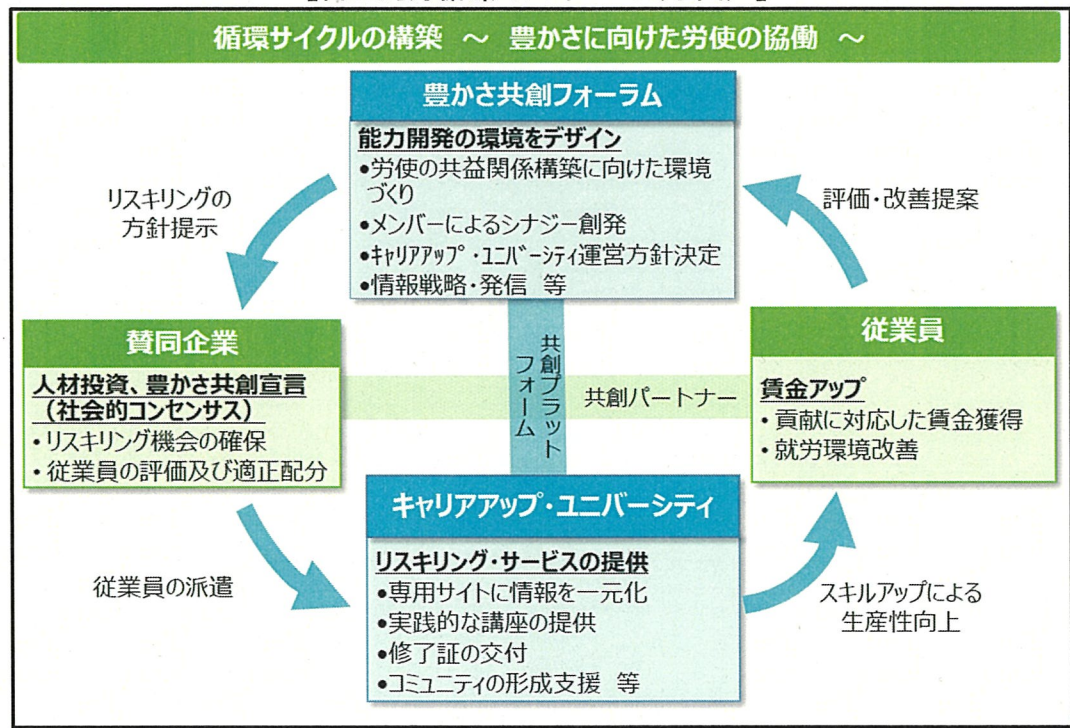 循環サイクルの構築 ～ 豊かさに向けた労使の協働 ～
豊かさ共創フォーラム
能力開発の環境をデザイン
●労使の共益関係構築に向けた環境
づくり
●メンバーによるシナジー創発
●ｷｬﾘｱｱｯﾌﾟ・ﾕﾆﾊﾞｰｼﾃｨ運営方針決定
●情報戦略・発信 等
リスキリングの
方針提示
評価・改善提案
賛同企業
人材投資、豊かさ共創宣言
（社会的コンセンサス）
・リスキリング機会の確保
・従業員の評価及び適正配分
共創プラット
フォーム
共創パートナー
従業員
賃金アップ
・貢献に対応した賃金獲得
・就労環境改善
キャリアアップ・ユニバーシティ
リスキリング・サービスの提供
●専用サイトに情報を一元化
●実践的な講座の提供
●修了証の交付
●コミュニティの形成支援 等
従業員の派遣
スキルアップによる
生産性向上